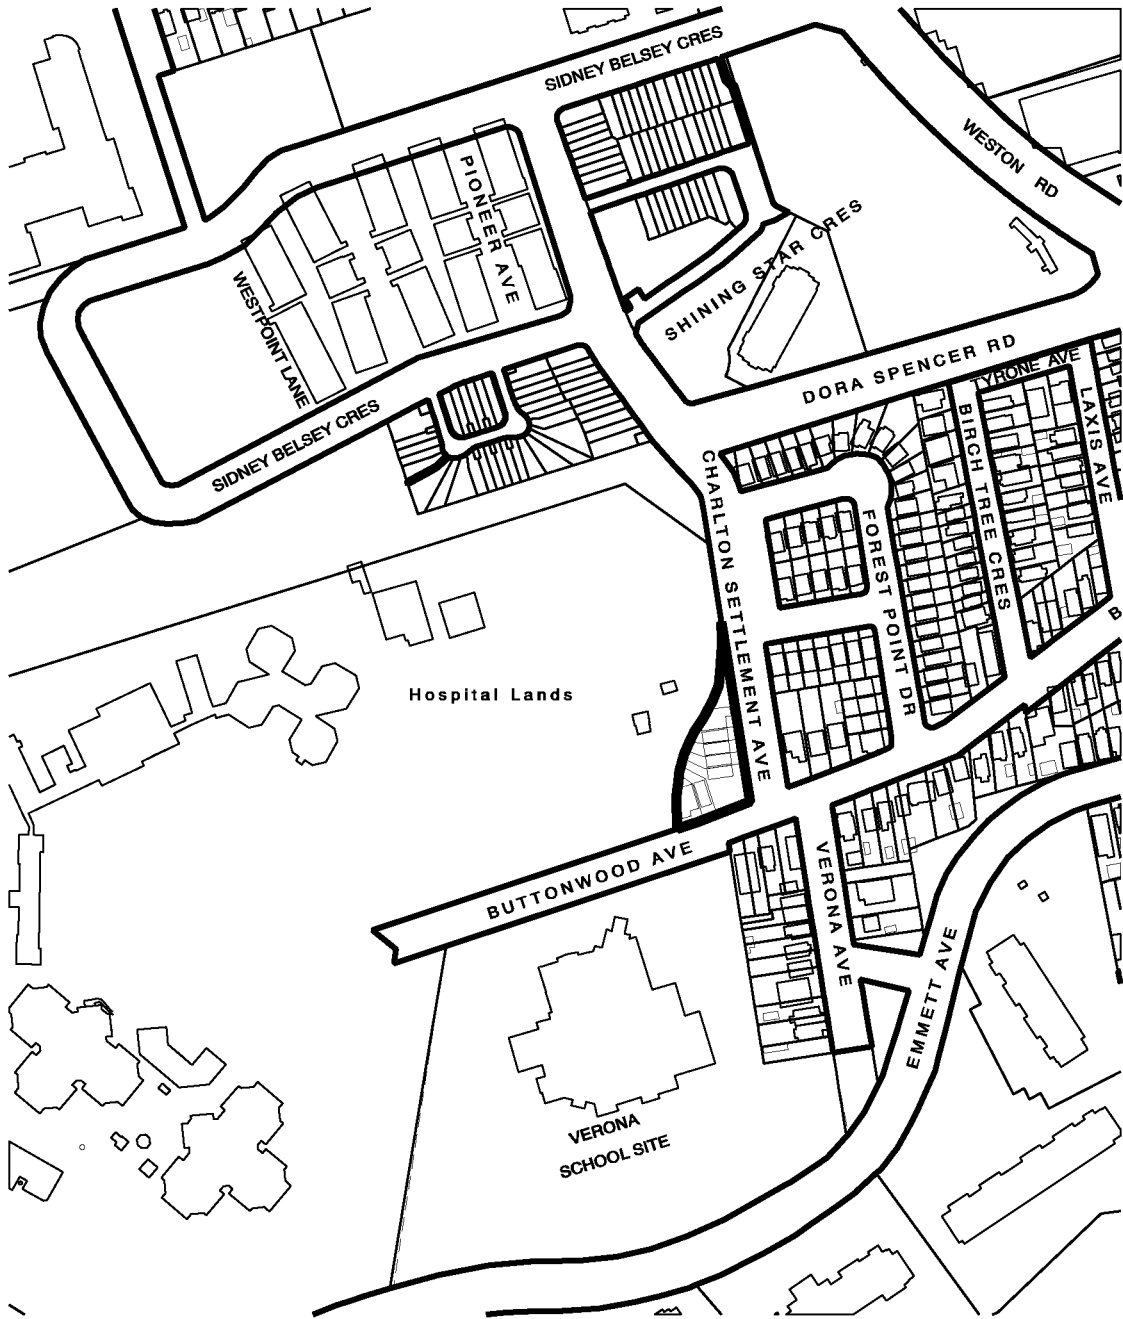 SIDNEY BELSEY CRES
WESTON RD
PIONEER AVE
SHINING STAR CRES
WESTPOINT LANE
DORA SPENCER RD
TYRONE AVE
SIDNEY BELSEY CRES
BIRCH TREE CRES
LAXIS AVE
CHARLTON SETTLEMENT AVE
FOREST POINT DR
B
Hospital Lands
BUTTONWOOD AVE
VERONA AVE
EMMETT AVE
VERONA
SCHOOL SITE